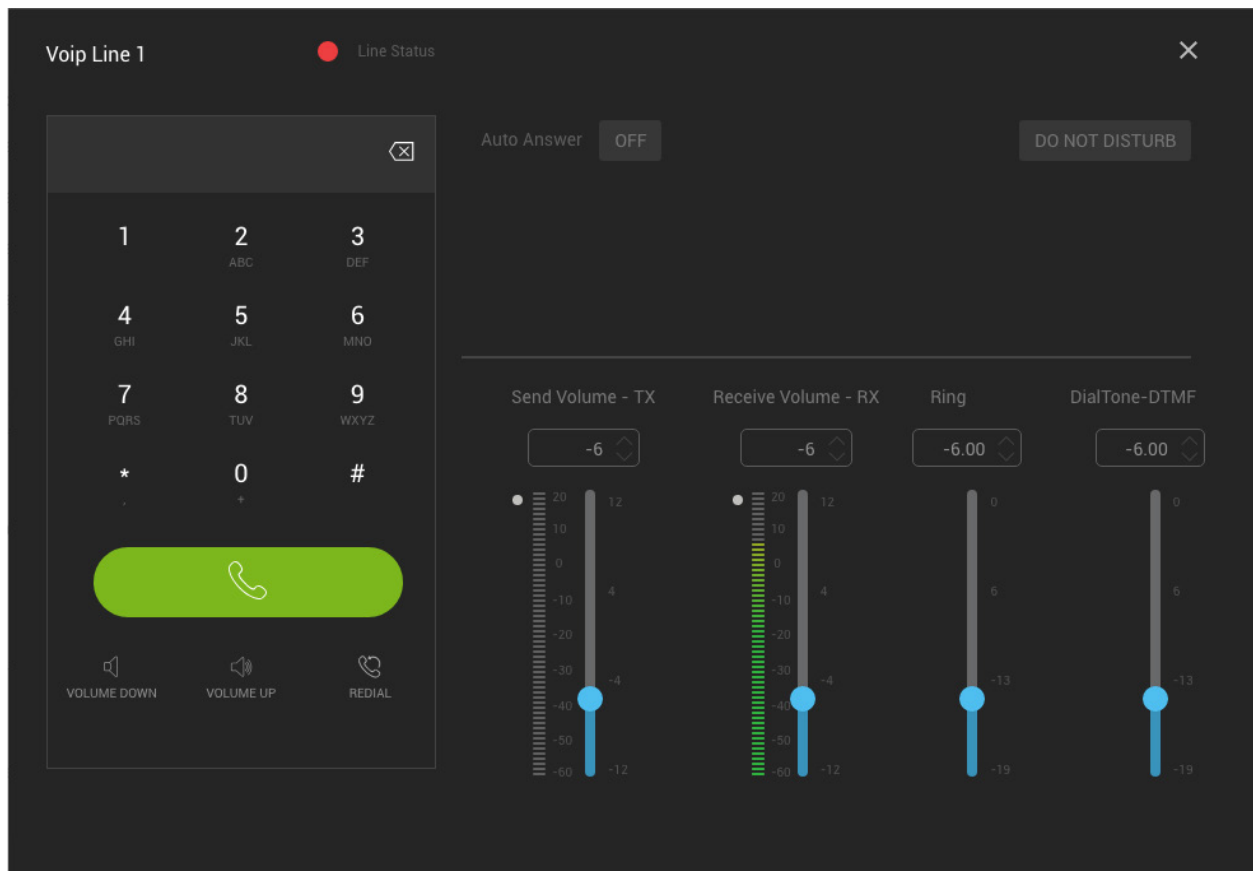 Voip Line 1
Line Status
Auto Answer
OFF
DO NOT DISTURB
1
2
3
ABC
DEF
4
5
6
GHI
JKL
MNO
7
8
9
PQRS
TUV
WXYZ
*
0
#
,
+
VOLUME DOWN
VOLUME UP
REDIAL
Send Volume - TX
Receive Volume - RX
Ring
DialTone-DTMF
-6
-6
-6.00
-6.00
20
10
0
-10
-20
-30
-40
-50
-60
12
4
-4
-12
20
10
0
-10
-20
-30
-40
-50
-60
12
4
-4
-12
0
6
-13
-19
0
6
-13
-19